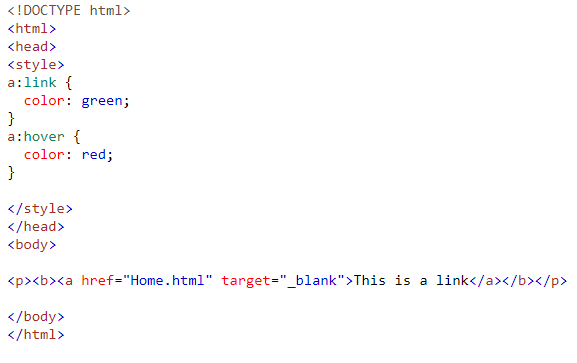 <!DOCTYPE html>
<html>
<head>
<style>
a:link {
  color: green;
}
a:hover {
  color: red;
}

</style>
</head>
<body>

<p><b><a href="Home.html" target="_blank">This is a link</a></b></p>

</body>
</html>